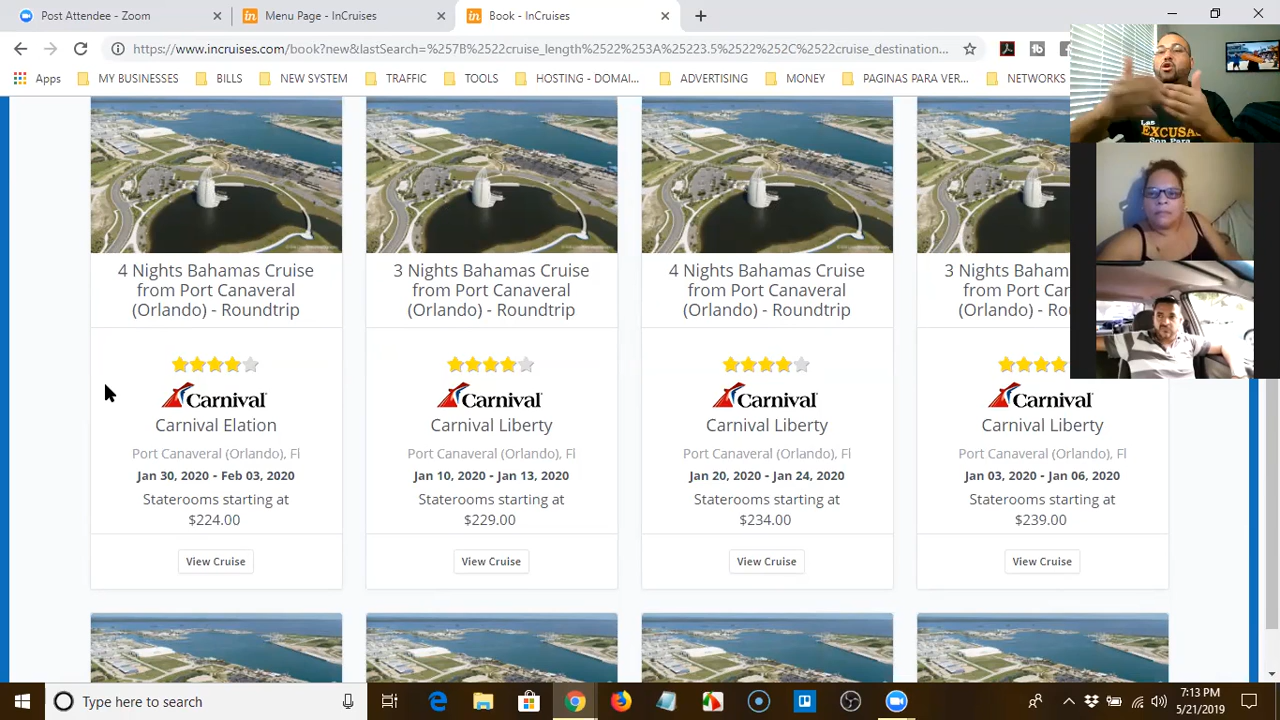 Post Attendee - Zoom
Menu Page - InCruises
Book - InCruises
https://www.incruises.com/book?new&lastSearch=%257B%2522cruise_length%2522%253A%25223.5%2522%252C%2522cruise_destination...
Apps
MY BUSINESSES
BILLS
NEW SYSTEM
TRAFFIC
TOOLS
HOSTING - DOMAI...
ADVERTISING
MONEY
PAGINAS PARA VER...
NETWORKS
Las
EXCUSAS
Son Para
4 Nights Bahamas Cruise
from Port Canaveral
(Orlando) - Roundtrip
Carnival
Carnival Elation
Port Canaveral (Orlando), Fl
Jan 30, 2020 - Feb 03, 2020
Staterooms starting at
$224.00
View Cruise
3 Nights Bahamas Cruise
from Port Canaveral
(Orlando) - Roundtrip
Carnival
Carnival Liberty
Port Canaveral (Orlando), Fl
Jan 10, 2020 - Jan 13, 2020
Staterooms starting at
$229.00
View Cruise
4 Nights Bahamas Cruise
from Port Canaveral
(Orlando) - Roundtrip
Carnival
Carnival Liberty
Port Canaveral (Orlando), Fl
Jan 20, 2020 - Jan 24, 2020
Staterooms starting at
$234.00
View Cruise
3 Nights Baham
from Port Can
(Orlando) - Ro
Carnival
Carnival Liberty
Port Canaveral (Orlando), Fl
Jan 03, 2020 - Jan 06, 2020
Staterooms starting at
$239.00
View Cruise
Type here to search
7:13 PM
5/21/2019